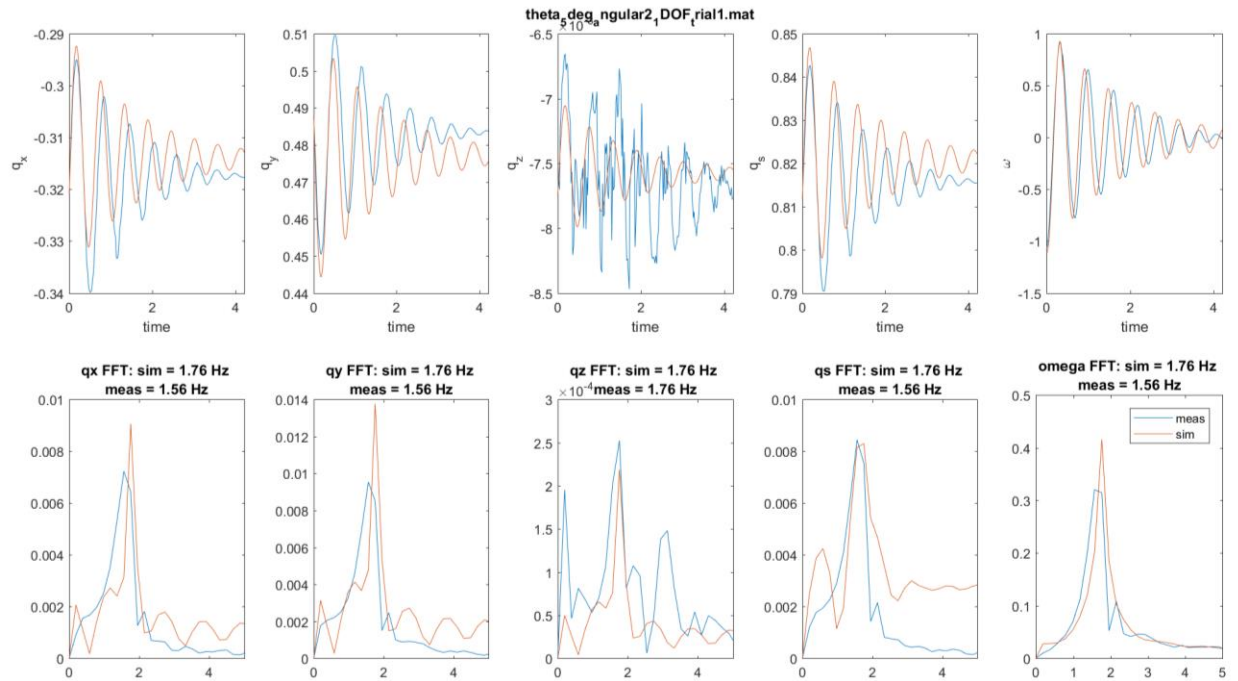 theta_5deg_angular2_1DOF_trial1.mat
×10⁻³
-0.29
-0.3
-0.31
-0.32
-0.33
-0.34
q_x
0 2 4
time
0.51
0.5
0.49
0.48
0.47
0.46
0.45
0.44
q_y
0 2 4
time
-6.5
-7
-7.5
-8
-8.5
q_z
0 2 4
time
0.85
0.84
0.83
0.82
0.81
0.8
0.79
q_s
0 2 4
time
1
0.5
0
-0.5
-1
-1.5
ω
0 2 4
time
qx FFT: sim = 1.76 Hz
meas = 1.56 Hz
0.01
0.008
0.006
0.004
0.002
0
0 2 4
qy FFT: sim = 1.76 Hz
meas = 1.56 Hz
0.014
0.012
0.01
0.008
0.006
0.004
0.002
0
0 2 4
qz FFT: sim = 1.76 Hz
×10⁻⁴ meas = 1.76 Hz
3
2.5
2
1.5
1
0.5
0
0 2 4
qs FFT: sim = 1.76 Hz
meas = 1.56 Hz
0.01
0.008
0.006
0.004
0.002
0
0 2 4
omega FFT: sim = 1.76 Hz
meas = 1.56 Hz
0.5
0.4
0.3
0.2
0.1
0
0 1 2 3 4 5
meas
sim